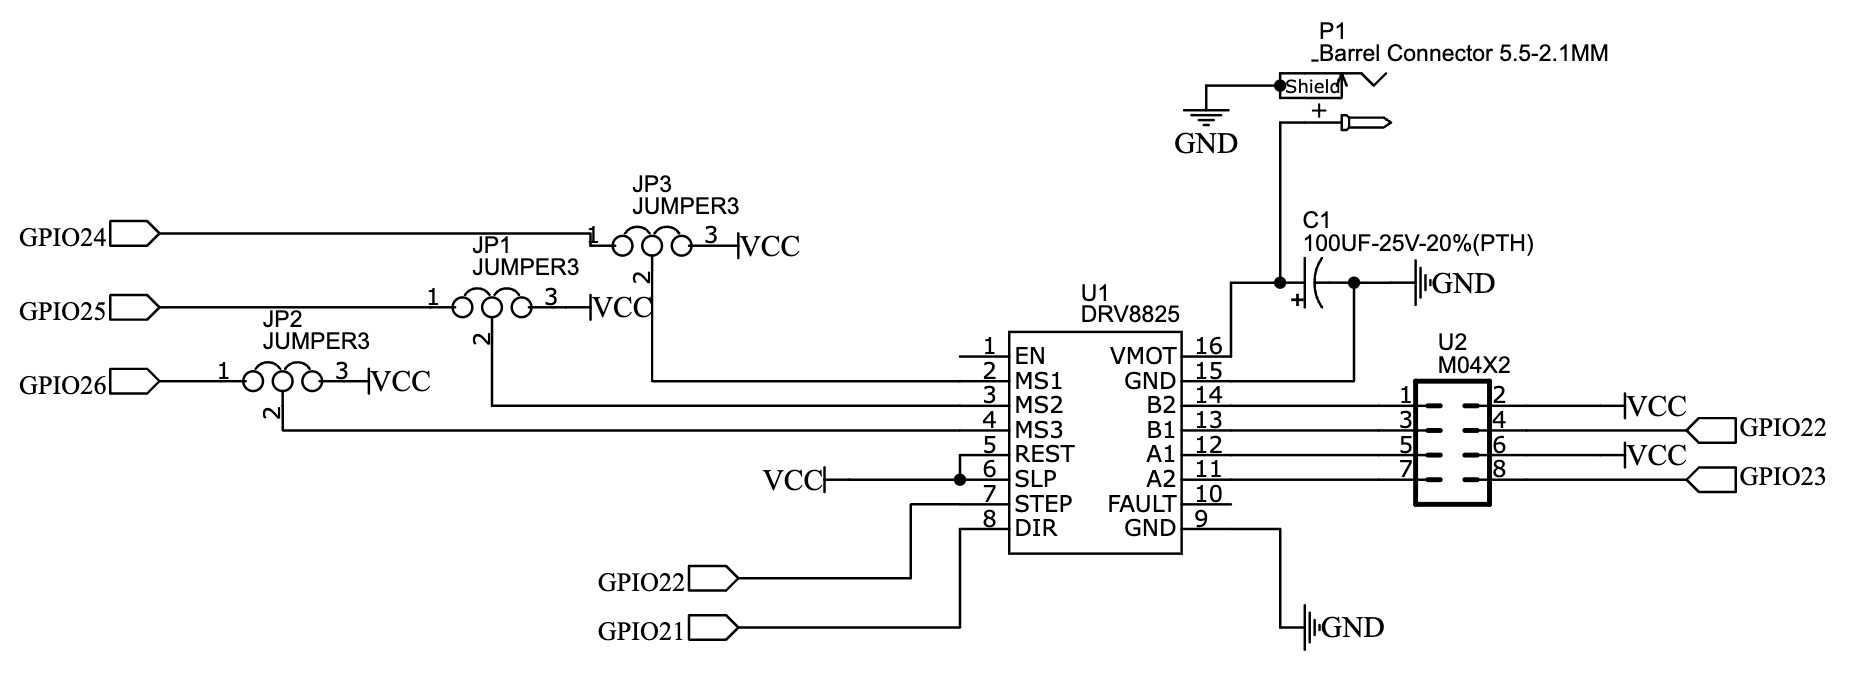 P1
Barrel Connector 5.5-2.1MM
-
Shield
+
GND
JP3
JUMPER3
GPIO24
1
3
VCC
2
JP1
JUMPER3
GPIO25
1
3
VCC
2
JP2
JUMPER3
GPIO26
1
3
VCC
2
C1
100UF-25V-20%(PTH)
+
GND
U1
DRV8825
1 EN
2 MS1
3 MS2
4 MS3
5 REST
6 SLP
7 STEP
8 DIR
VMOT 16
GND 15
B2 14
B1 13
A1 12
A2 11
FAULT 10
GND 9
VCC
GPIO22
GPIO21
GND
U2
M04X2
1 2 VCC
3 4 GPIO22
5 6 VCC
7 8 GPIO23